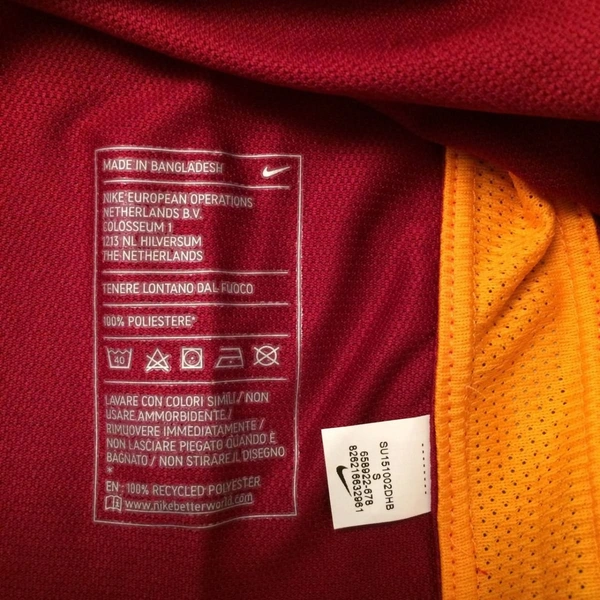 MADE IN BANGLADESH
NIKE EUROPEAN OPERATIONS
NETHERLANDS B.V.
COLOSSEUM 1
1213 NL HILVERSUM
THE NETHERLANDS
TENERE LONTANO DAL FUOCO
100% POLIESTERE*
40
LAVARE CON COLORI SIMILI / NON
USARE AMMORBIDENTE /
RIMUOVERE IMMEDIATAMENTE /
NON LASCIARE PIEGATO QUANDO È
BAGNATO / NON STIRARE IL DISEGNO
*
EN: 100% RECYCLED POLYESTER
www.nikebetterworld.com
SU151002DHB
S
658922-678
826216632961